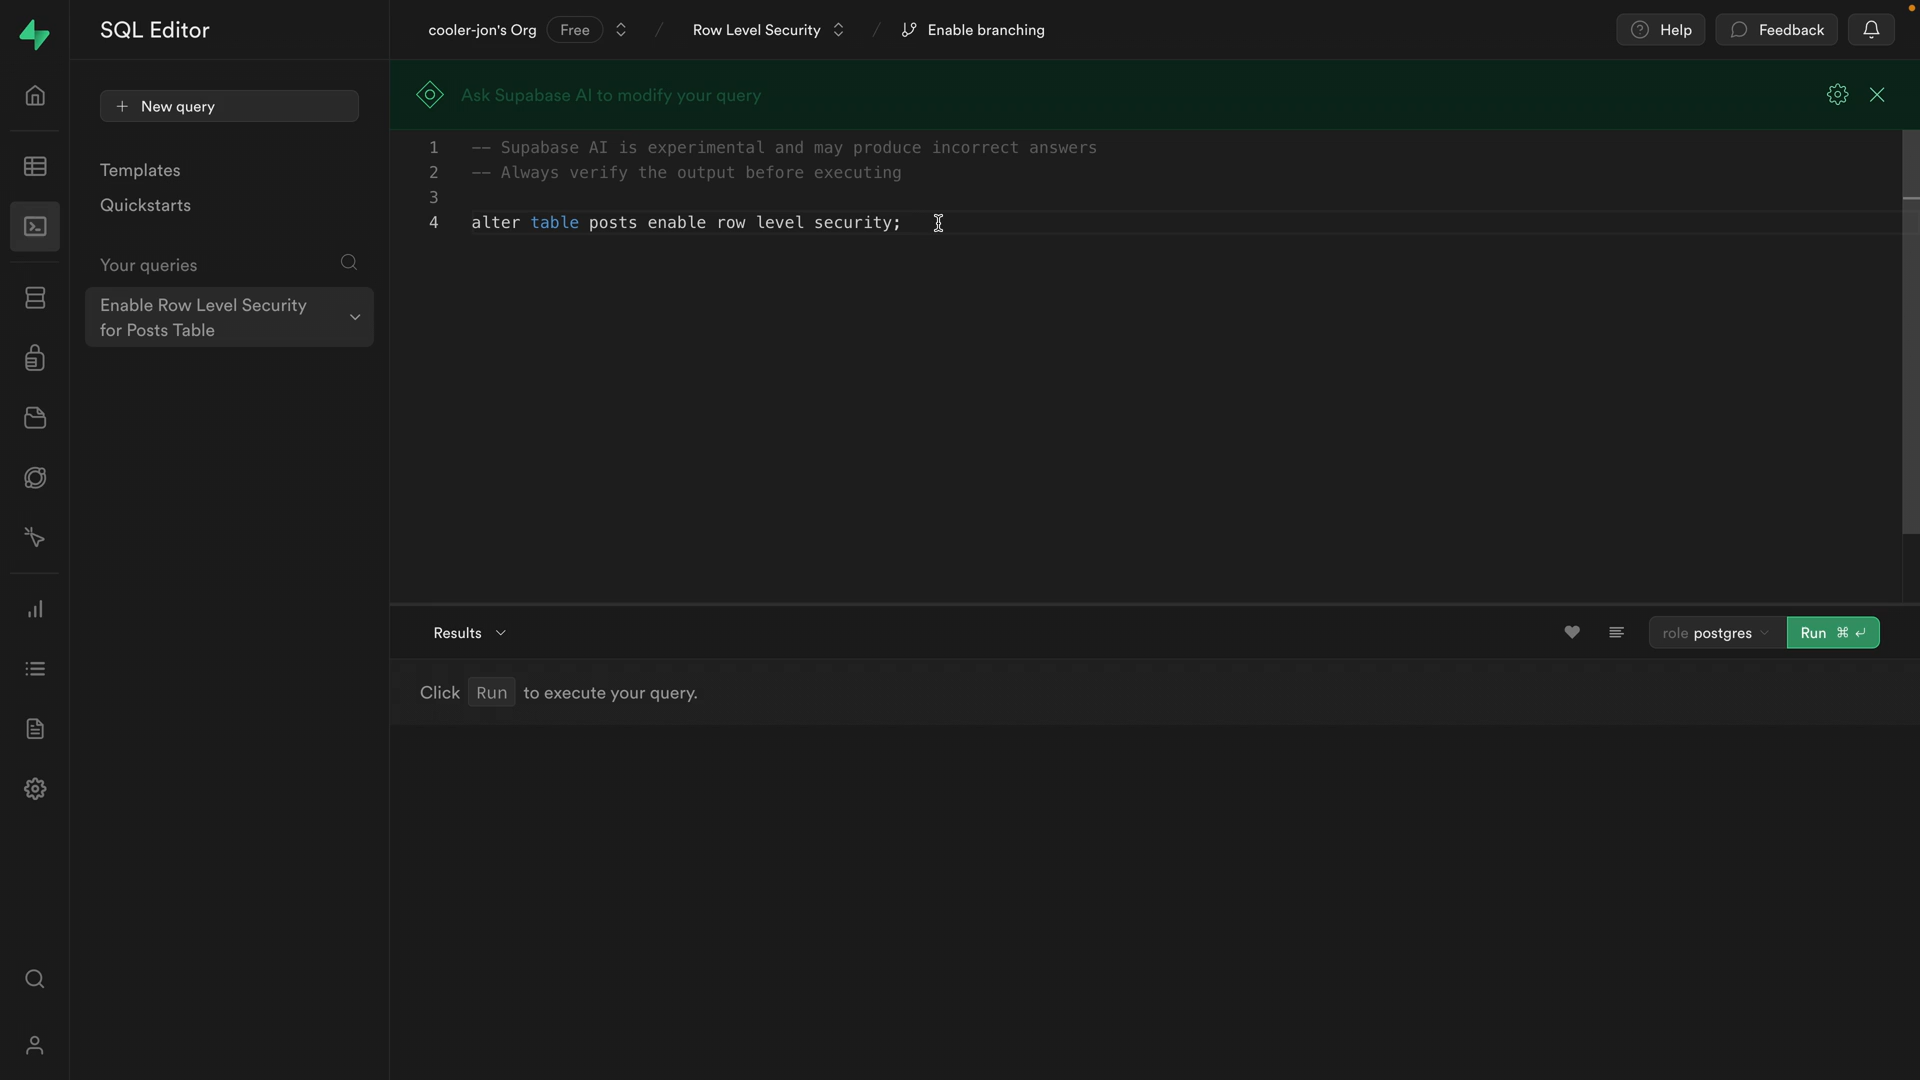 SQL Editor
cooler-jon's Org Free / Row Level Security / Enable branching
Help Feedback
New query
Templates
Quickstarts
Your queries
Enable Row Level Security
for Posts Table
Ask Supabase AI to modify your query
1 -- Supabase AI is experimental and may produce incorrect answers
2 -- Always verify the output before executing
3
4 alter table posts enable row level security;
Results
role postgres Run ⌘ ↵
Click Run to execute your query.